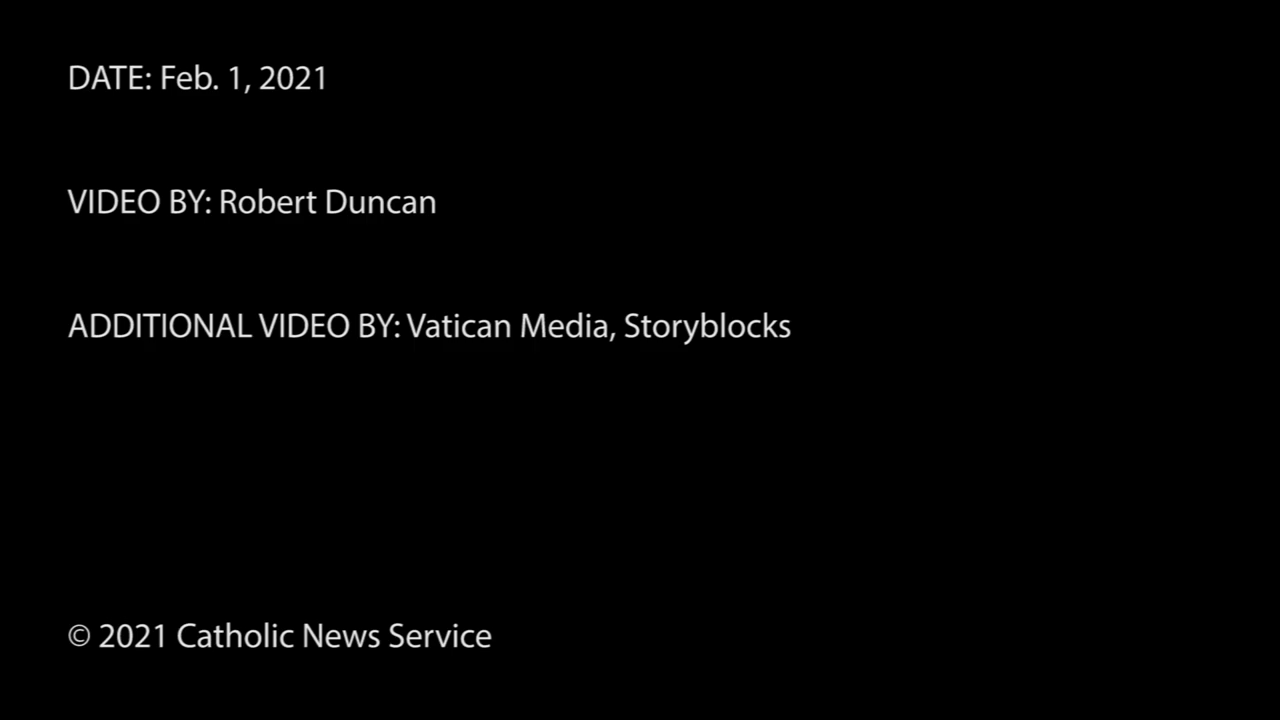 DATE: Feb. 1, 2021
VIDEO BY: Robert Duncan
ADDITIONAL VIDEO BY: Vatican Media, Storyblocks
© 2021 Catholic News Service